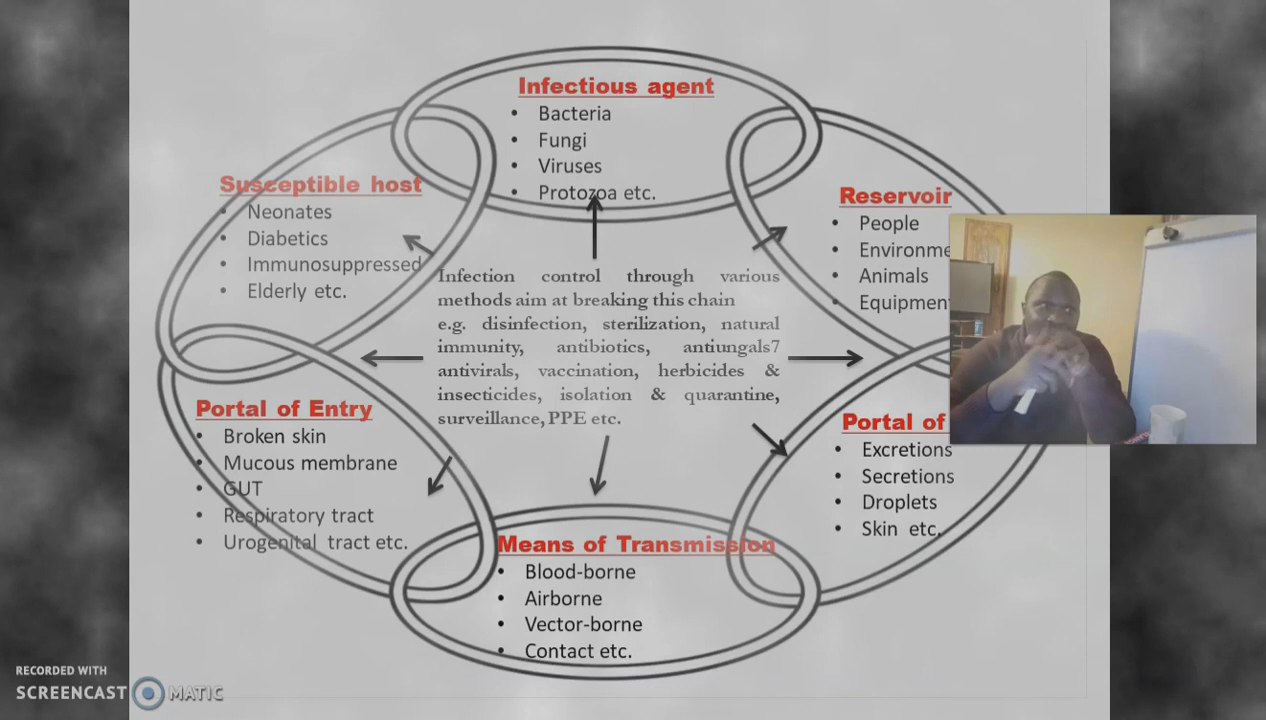 Infectious agent
• Bacteria
• Fungi
• Viruses
• Protozoa etc.
Susceptible host
• Neonates
• Diabetics
• Immunosuppressed
• Elderly etc.
Reservoir
• People
• Environme
• Animals
• Equipment
Infection control through various
methods aim at breaking this chain
e.g. disinfection, sterilization, natural
immunity, antibiotics, antiungals7
antivirals, vaccination, herbicides &
insecticides, isolation & quarantine,
surveillance, PPE etc.
Portal of Entry
• Broken skin
• Mucous membrane
• GUT
• Respiratory tract
• Urogenital tract etc.
Portal of
• Excretions
• Secretions
• Droplets
• Skin etc.
Means of Transmission
• Blood-borne
• Airborne
• Vector-borne
• Contact etc.
RECORDED WITH
SCREENCAST MATIC